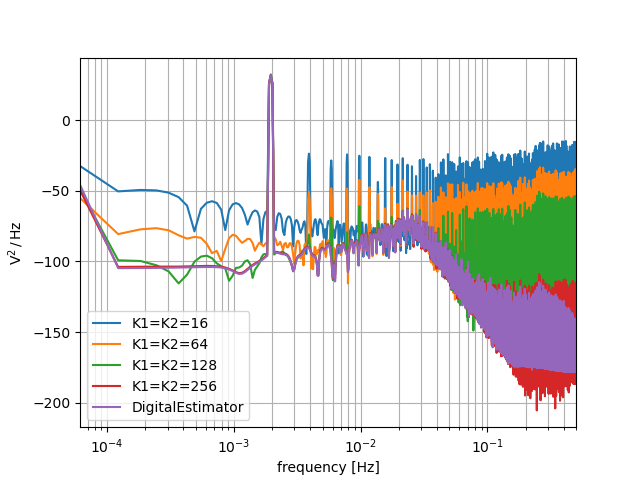 0
−50
−100
−150
−200
V² / Hz
K1=K2=16
K1=K2=64
K1=K2=128
K1=K2=256
DigitalEstimator
10⁻⁴ 10⁻³ 10⁻² 10⁻¹
frequency [Hz]